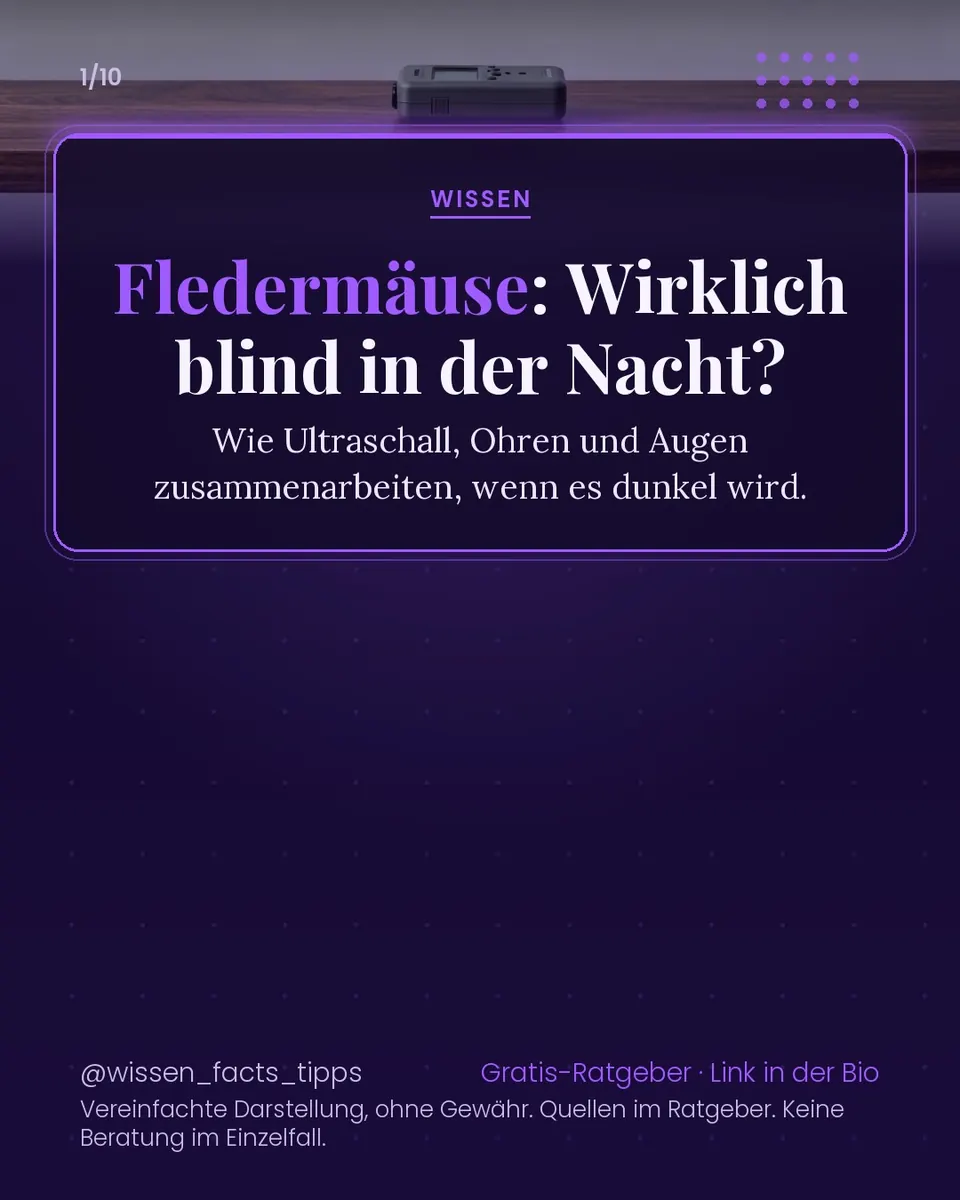 1/10
WISSEN
Fledermäuse: Wirklich
blind in der Nacht?
Wie Ultraschall, Ohren und Augen
zusammenarbeiten, wenn es dunkel wird.
@wissen_facts_tipps
Gratis-Ratgeber · Link in der Bio
Vereinfachte Darstellung, ohne Gewähr. Quellen im Ratgeber. Keine
Beratung im Einzelfall.